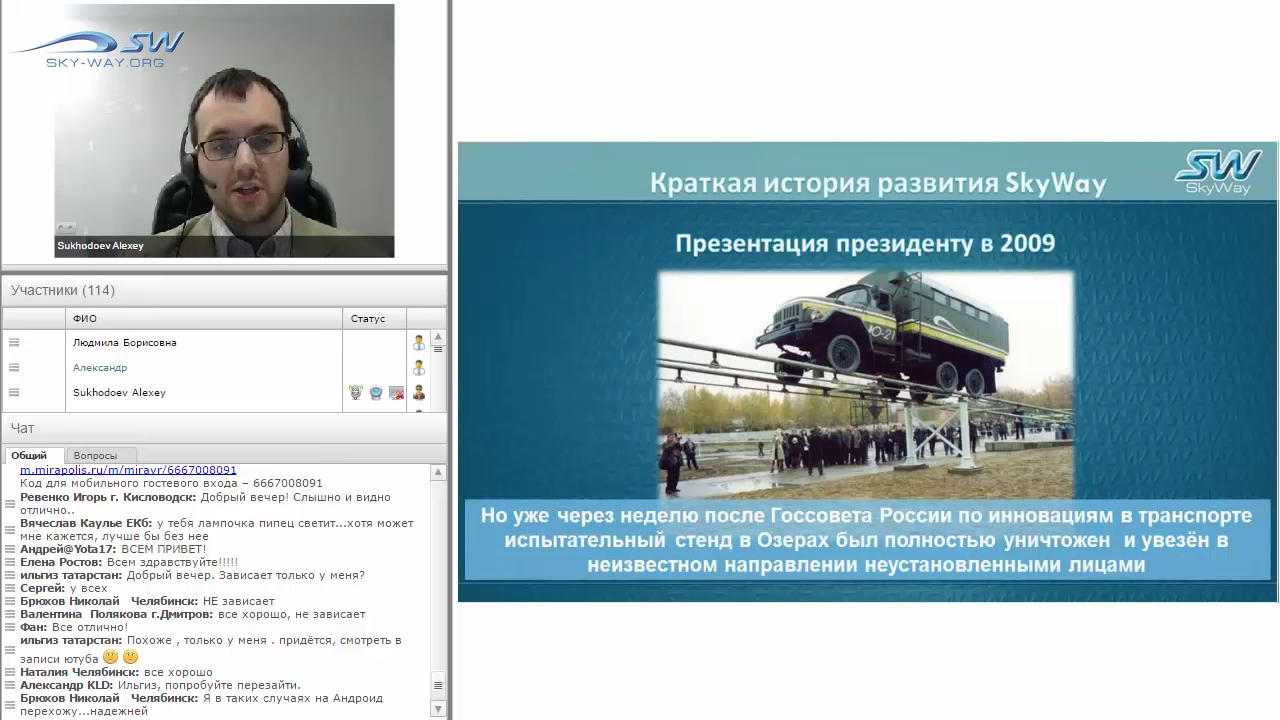 SW
SKY-WAY.ORG
Sukhodoev Alexey
Участники (114)
ФИО
Статус
Людмила Борисовна
Александр
Sukhodoev Alexey
Чат
Общий
Вопросы
m.mirapolis.ru/m/miravr/6667008091
Код для мобильного гостевого входа – 6667008091
Ревенко Игорь г. Кисловодск: Добрый вечер! Слышно и видно
отлично..
Вячеслав Каулье ЕКб: у тебя лампочка пипец светит...хотя может
мне кажется, лучше бы без нее
Андрей@Yota17: ВСЕМ ПРИВЕТ!
Елена Ростов: Всем здравствуйте!!!!!
ильгиз татарстан: Добрый вечер. Зависает только у меня?
Сергей: у всех
Брюхов Николай Челябинск: НЕ зависает
Валентина Полякова г.Дмитров: все хорошо, не зависает
Фан: Все отлично!
ильгиз татарстан: Похоже , только у меня . придётся, смотреть в
записи ютуба
Наталия Челябинск: все хорошо
Александр KLD: Ильгиз, попробуйте перезайти.
Брюхов Николай Челябинск: Я в таких случаях на Андроид
перехожу...надежней
Краткая история развития SkyWay
SW
SkyWay
Презентация президенту в 2009
Ю-21
Но уже через неделю после Госсовета России по инновациям в транспорте
испытательный стенд в Озерах был полностью уничтожен и увезён в
неизвестном направлении неустановленными лицами